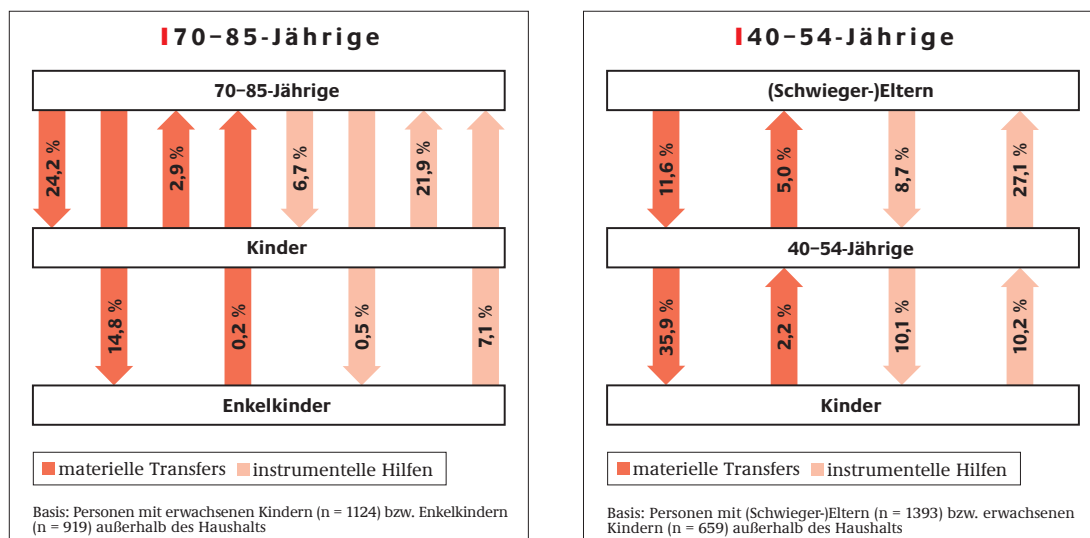 70–85-Jährige
70–85-Jährige
24,2 %
2,9 %
6,7 %
21,9 %
Kinder
14,8 %
0,2 %
0,5 %
7,1 %
Enkelkinder
materielle Transfers instrumentelle Hilfen
Basis: Personen mit erwachsenen Kindern (n = 1124) bzw. Enkelkindern
(n = 919) außerhalb des Haushalts
40–54-Jährige
(Schwieger-)Eltern
11,6 %
5,0 %
8,7 %
27,1 %
40–54-Jährige
35,9 %
2,2 %
10,1 %
10,2 %
Kinder
materielle Transfers instrumentelle Hilfen
Basis: Personen mit (Schwieger-)Eltern (n = 1393) bzw. erwachsenen
Kindern (n = 659) außerhalb des Haushalts